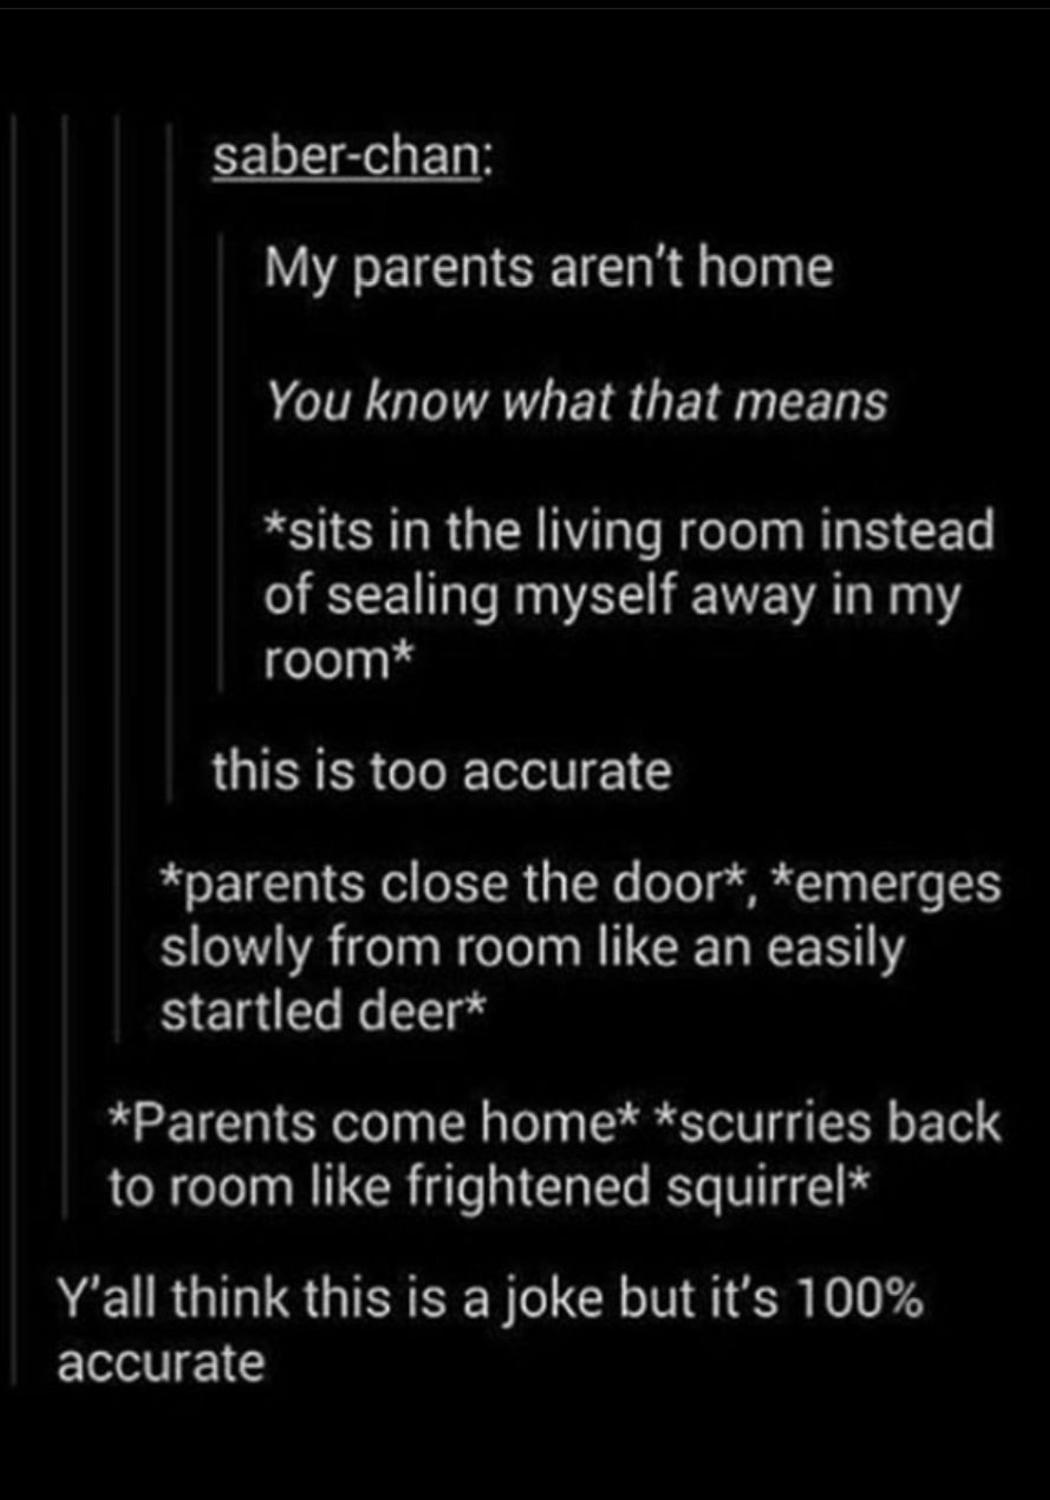 saber-chan:
My parents aren't home
You know what that means
*sits in the living room instead
of sealing myself away in my
room*
this is too accurate
*parents close the door*, *emerges
slowly from room like an easily
startled deer*
*Parents come home* *scurries back
to room like frightened squirrel*
Y'all think this is a joke but it's 100%
accurate